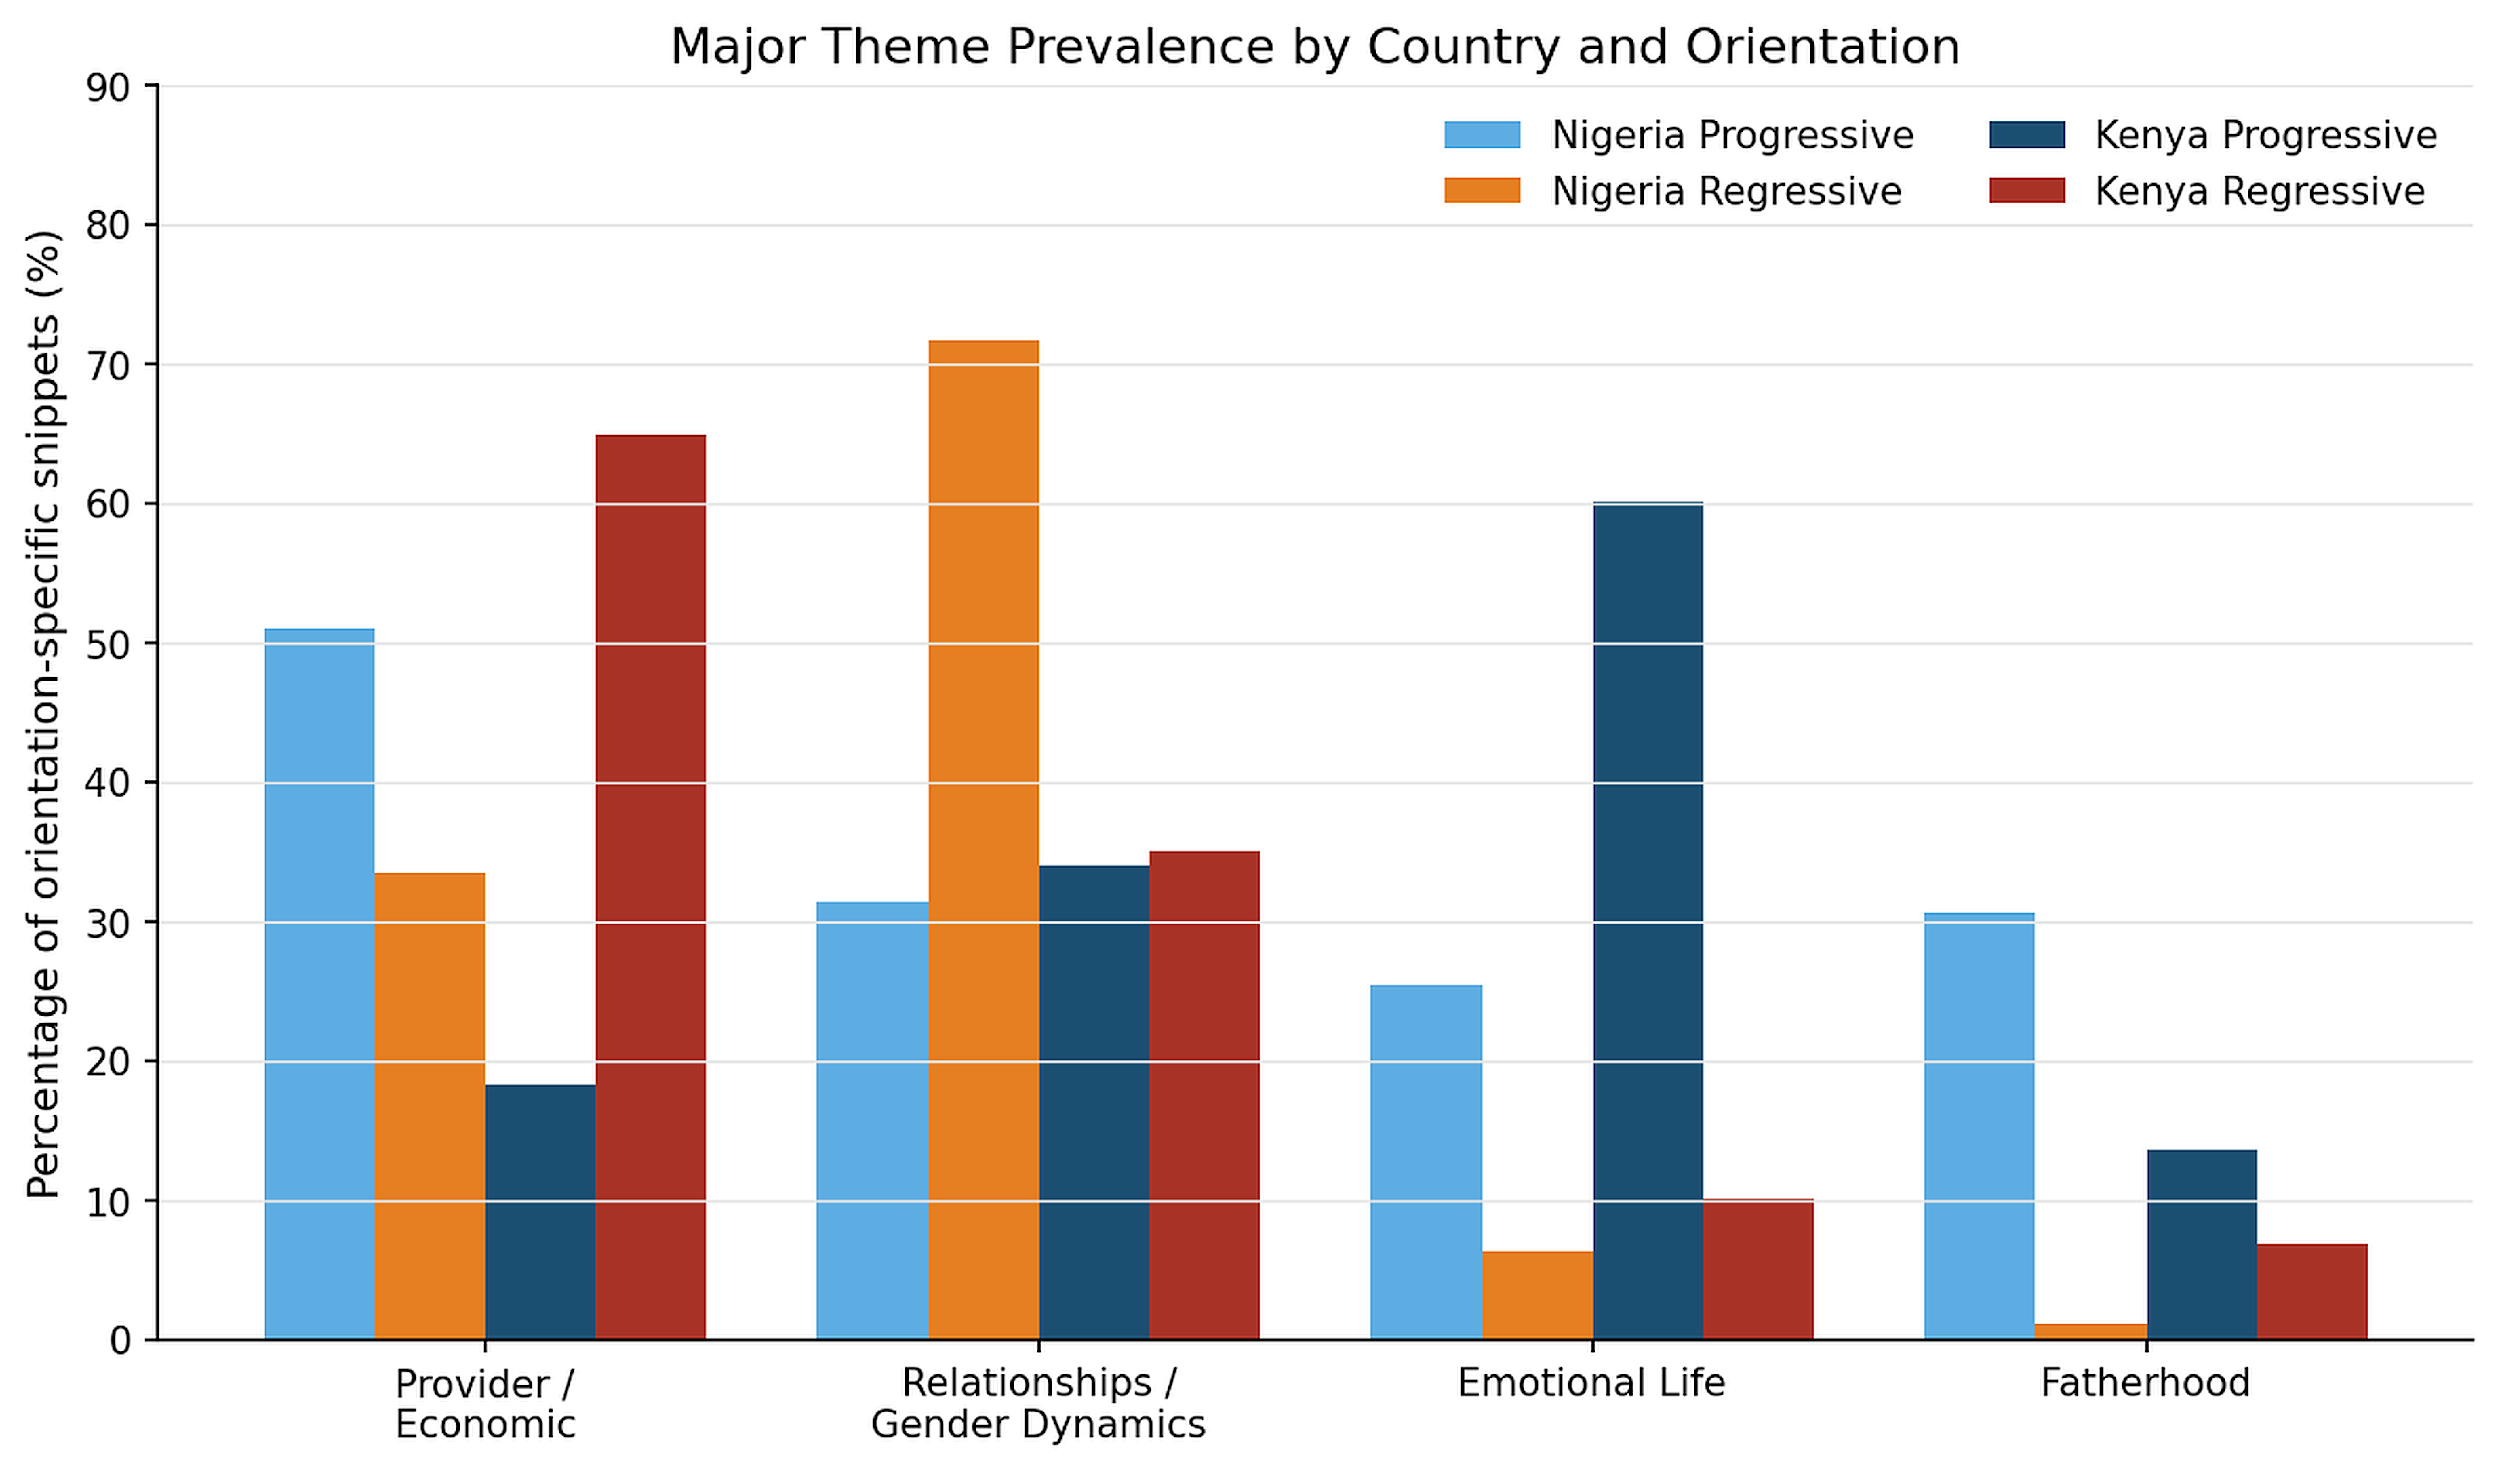 Major Theme Prevalence by Country and Orientation
Nigeria Progressive
Nigeria Regressive
Kenya Progressive
Kenya Regressive
Percentage of orientation-specific snippets (%)
90
80
70
60
50
40
30
20
10
0
Provider /
Economic
Relationships /
Gender Dynamics
Emotional Life
Fatherhood